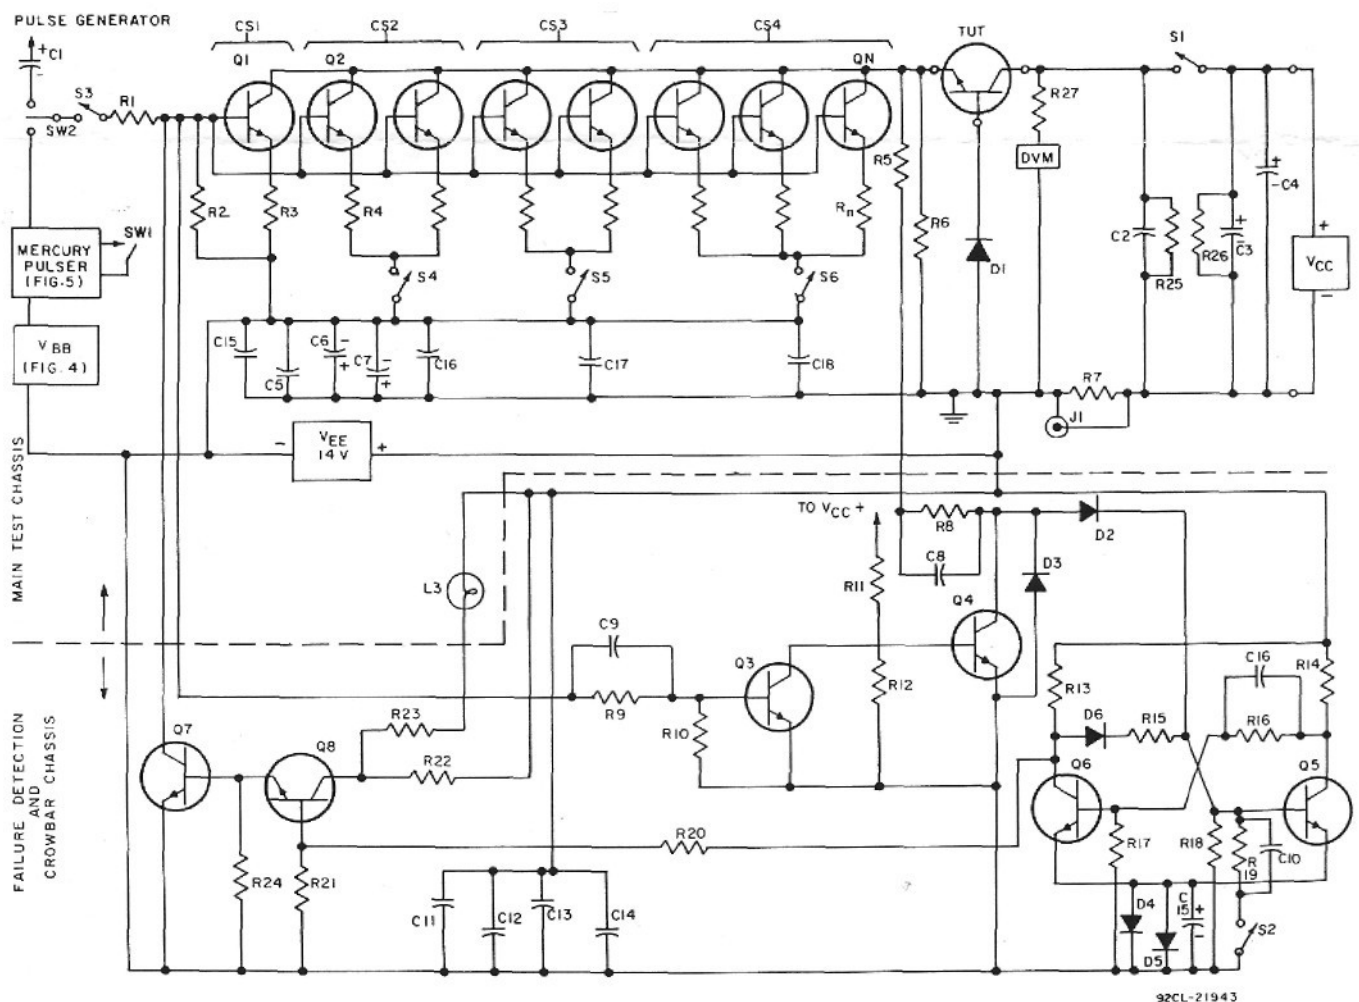 PULSE GENERATOR
CS1
CS2
CS3
CS4
TUT
S1
+
C1
-
Q1
Q2
QN
S3
R1
R27
SW2
R5
DVM
+
-C4
R2
R3
R4
Rn
R6
C2
R26
+
C3
-
+
SW1
MERCURY
PULSER
(FIG.5)
S4
S5
S6
D1
R25
VCC
-
C15
C6
-
+
C7
-
+
C16
C17
C18
VBB
(FIG. 4)
C5
R7
J1
-
VEE
14 V
+
MAIN TEST CHASSIS
TO VCC +
R8
D2
C8
D3
L3
R11
Q4
C9
Q3
C16
R14
R13
R12
R9
R23
R10
D6
R15
R16
Q7
Q8
R22
Q6
Q5
FAILURE DETECTION
AND
CROWBAR CHASSIS
R20
R17
R18
R
19
C10
R24
R21
C11
C12
C13
C14
D4
C
15
+
-
S2
D5
92CL-21943